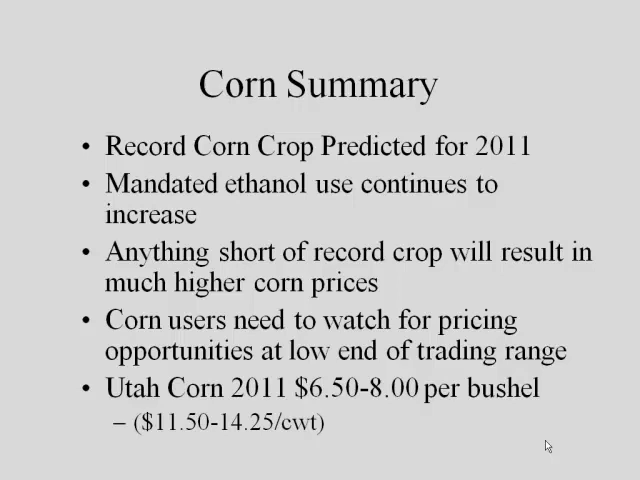 Corn Summary
• Record Corn Crop Predicted for 2011
• Mandated ethanol use continues to
increase
• Anything short of record crop will result in
much higher corn prices
• Corn users need to watch for pricing
opportunities at low end of trading range
• Utah Corn 2011 $6.50-8.00 per bushel
– ($11.50-14.25/cwt)